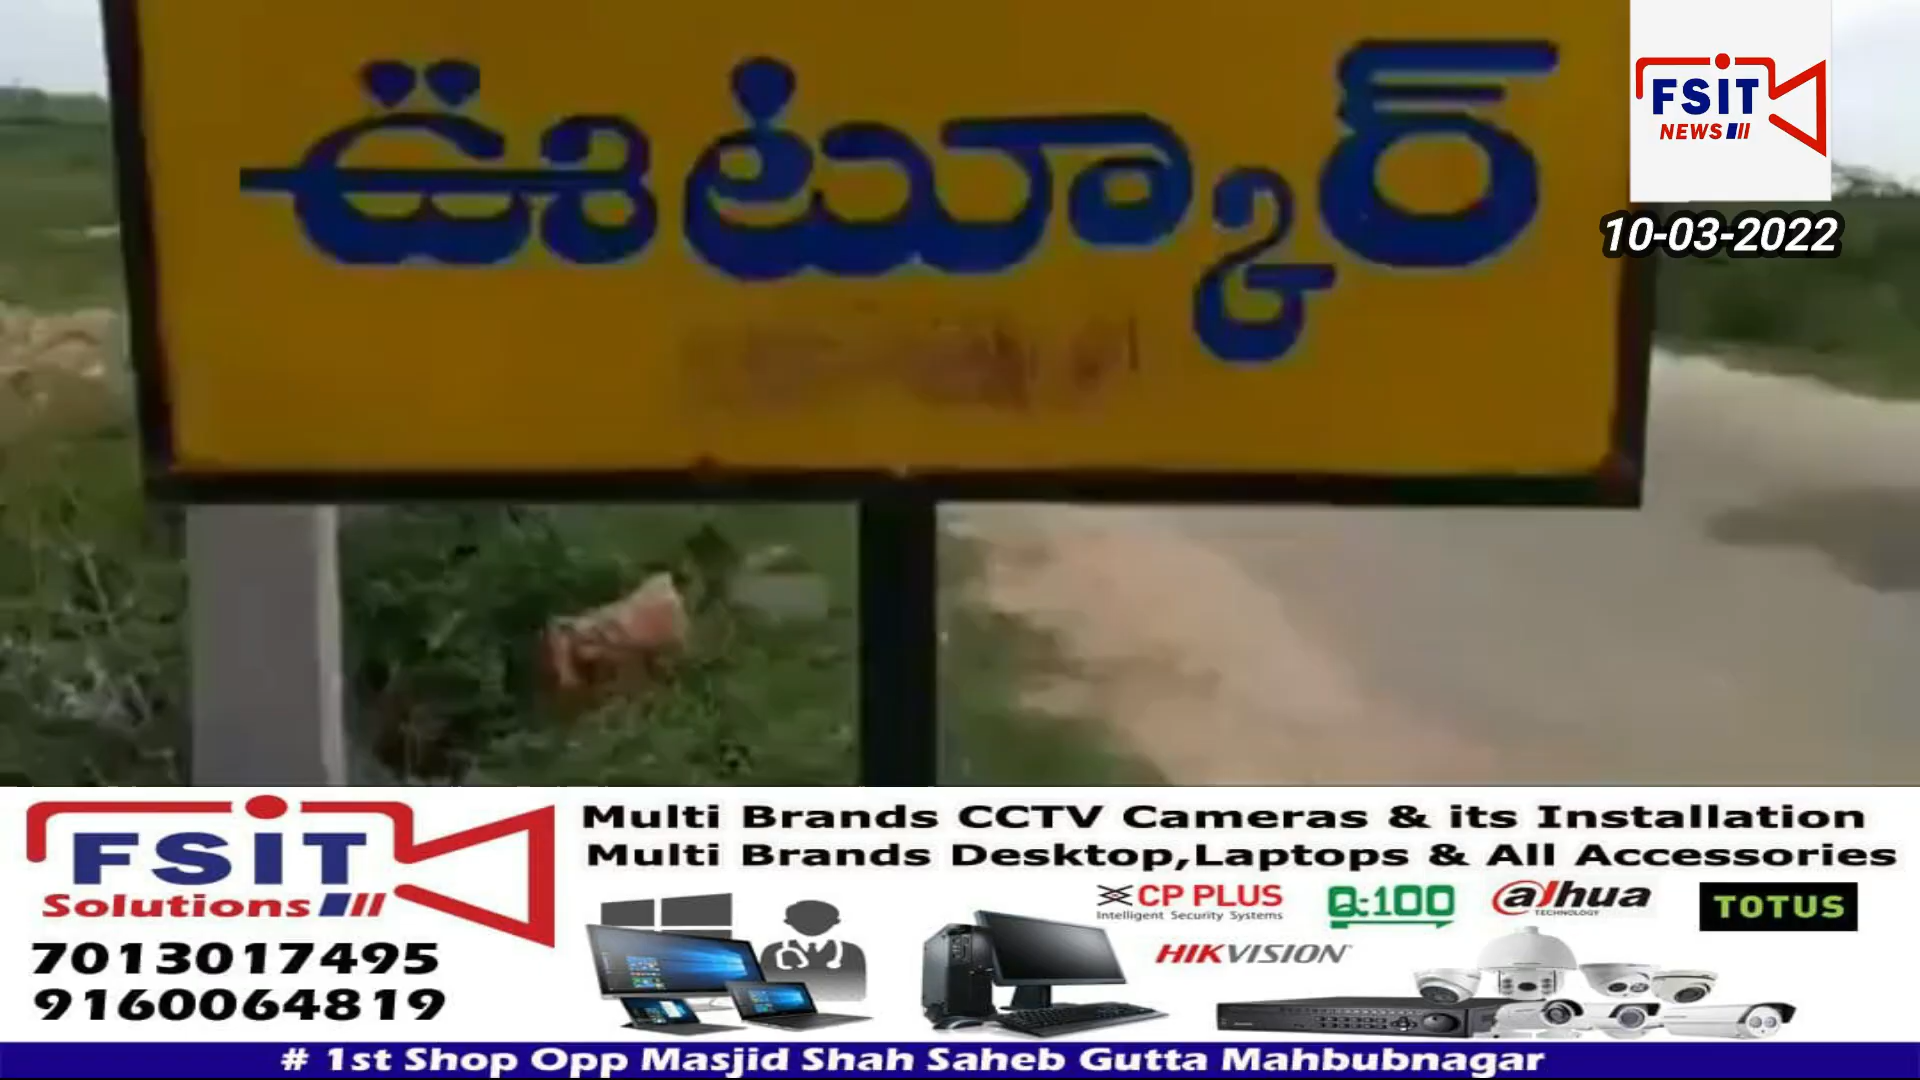 ఊట్కూర్
FSiT
NEWS
10-03-2022
FSiT
Solutions
7013017495
9160064819
Multi Brands CCTV Cameras & its Installation
Multi Brands Desktop,Laptops & All Accessories
CP PLUS
Intelligent Security Systems
Q:100
alhua
TECHNOLOGY
TOTUS
HIKVISION
# 1st Shop Opp Masjid Shah Saheb Gutta Mahbubnagar